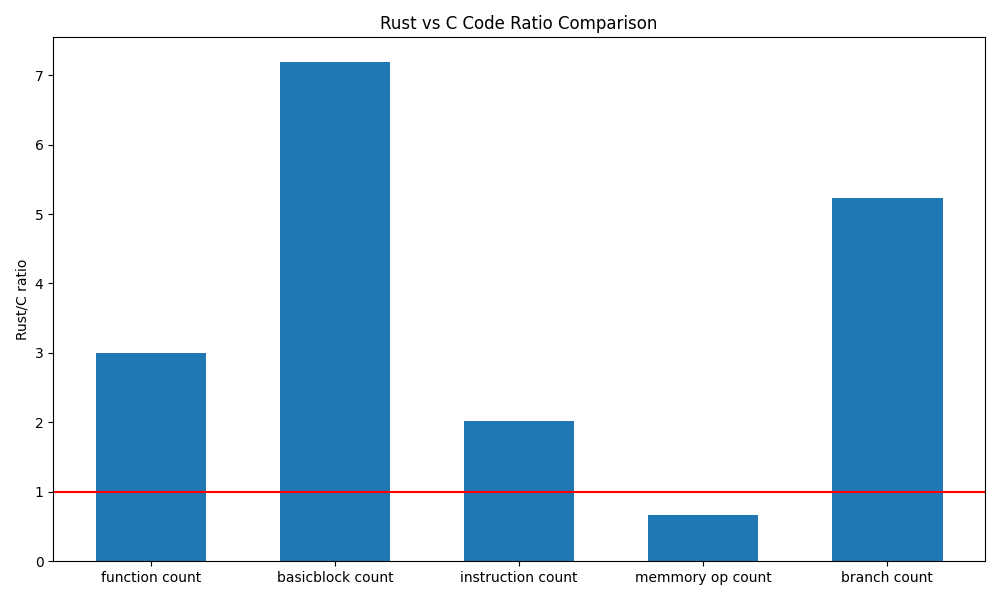 Rust vs C Code Ratio Comparison
Rust/C ratio
7
6
5
4
3
2
1
0
function count
basicblock count
instruction count
memmory op count
branch count